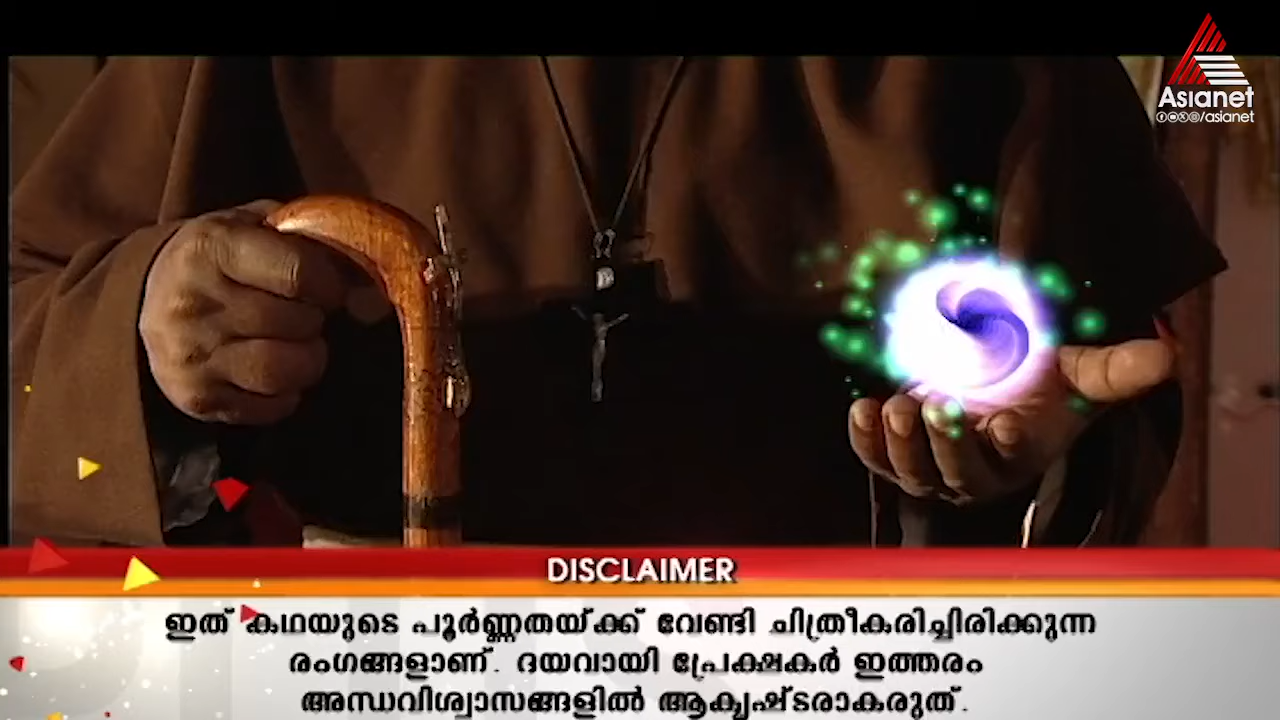 Asianet
/asianet
DISCLAIMER
ഇത് കഥയുടെ പൂർണ്ണതയ്ക്ക് വേണ്ടി ചിത്രീകരിച്ചിരിക്കുന്ന
രംഗങ്ങളാണ്. ദയവായി പ്രേക്ഷകർ ഇത്തരം
അന്ധവിശ്വാസങ്ങളിൽ ആകൃഷ്ടരാകരുത്.